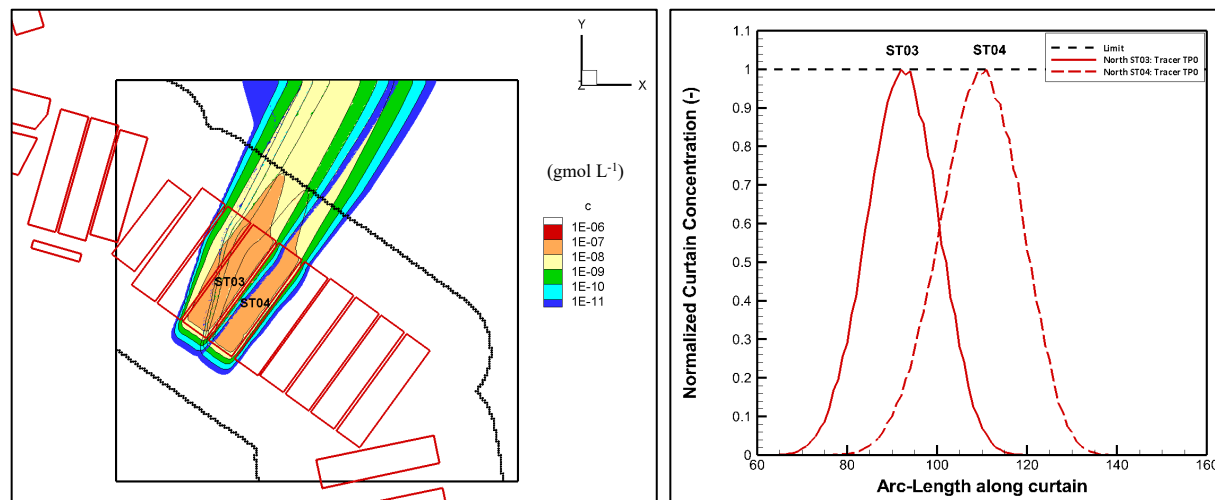 Y
Z
X
(gmol L-1)
c
1E-06
1E-07
1E-08
1E-09
1E-10
1E-11
ST03
ST04
1.1
1
0.9
0.8
0.7
0.6
0.5
0.4
0.3
0.2
0.1
0
Normalized Curtain Concentration (-)
ST03
ST04
Limit
North ST03: Tracer TP0
North ST04: Tracer TP0
60
80
100
120
140
160
Arc-Length along curtain